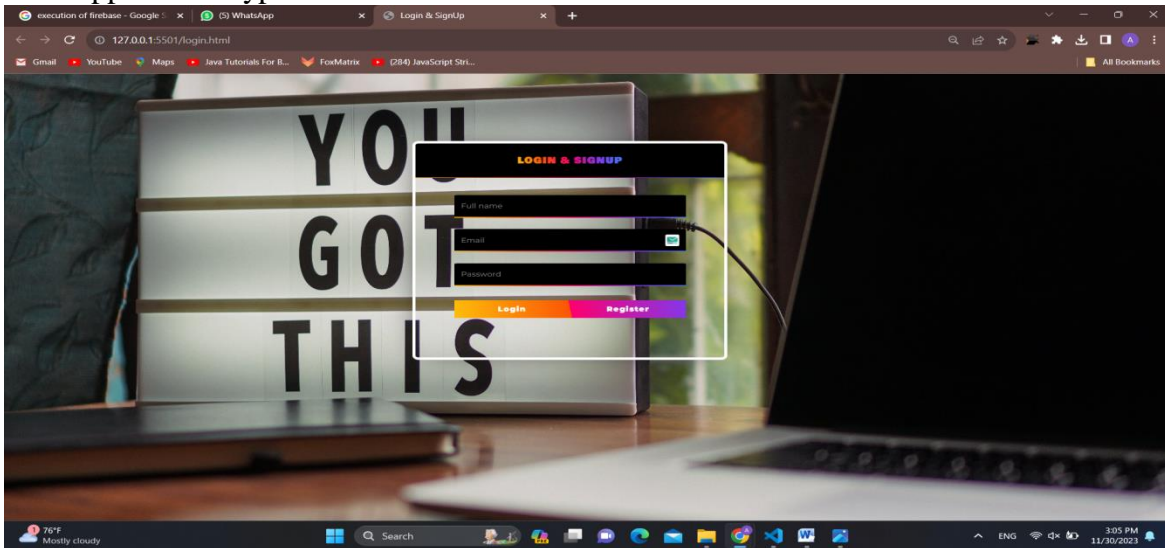 execution of firebase - Google S
(5) WhatsApp
Login & SignUp
127.0.0.1:5501/login.html
Gmail
YouTube
Maps
Java Tutorials For B...
FoxMatrix
(284) JavaScript Stri...
All Bookmarks
YOU
GOT
THIS
LOGIN & SIGNUP
Full name
Email
Password
Login Register
1
76°F
Mostly cloudy
Search
ENG
3:05 PM
11/30/2023